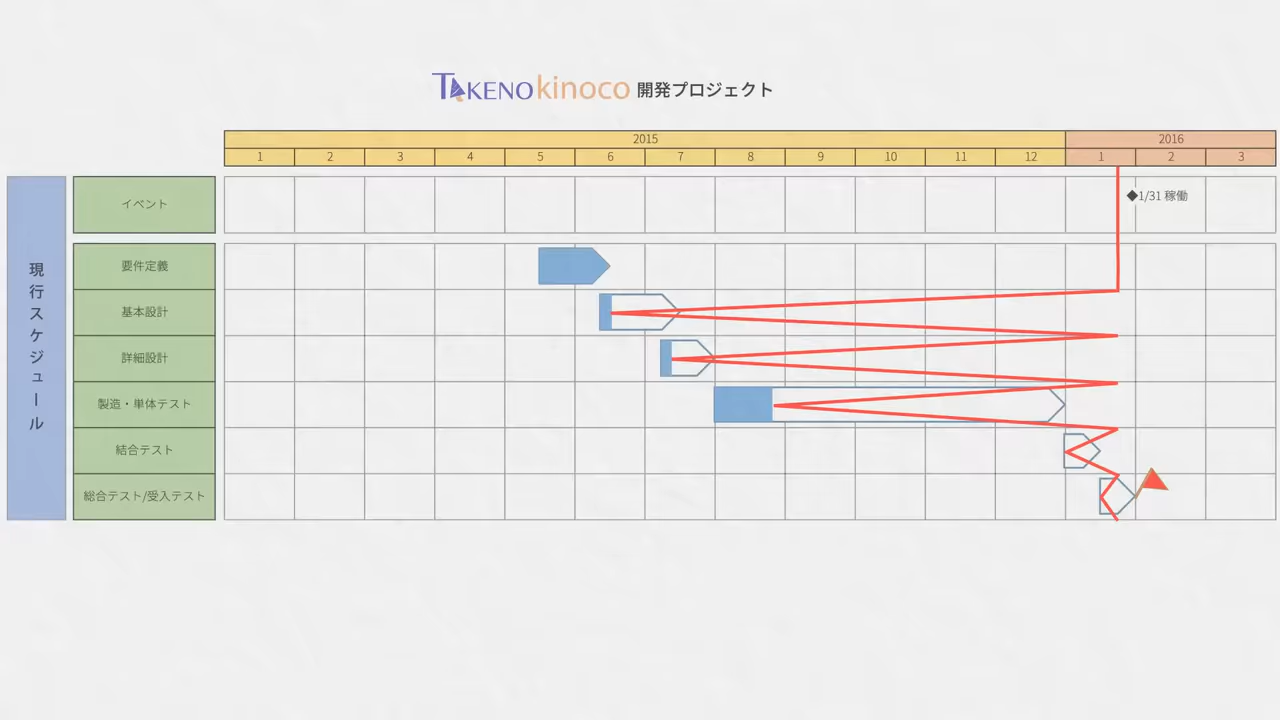 TAKENO kinoco 開発プロジェクト
2015 2016
1 2 3 4 5 6 7 8 9 10 11 12 1 2 3
現行スケジュール
イベント
◆1/31 稼働
要件定義
基本設計
詳細設計
製造・単体テスト
結合テスト
総合テスト/受入テスト